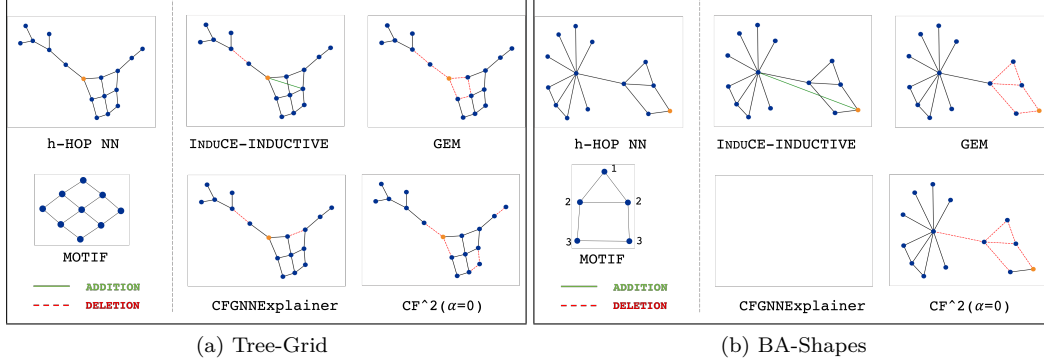 h-HOP NN
INDUCE-INDUCTIVE
GEM
MOTIF
ADDITION
DELETION
CFGNNExplainer
CF^2(α=0)
(a) Tree-Grid
h-HOP NN
INDUCE-INDUCTIVE
GEM
1
2
2
3
3
MOTIF
ADDITION
DELETION
CFGNNExplainer
CF^2(α=0)
(b) BA-Shapes